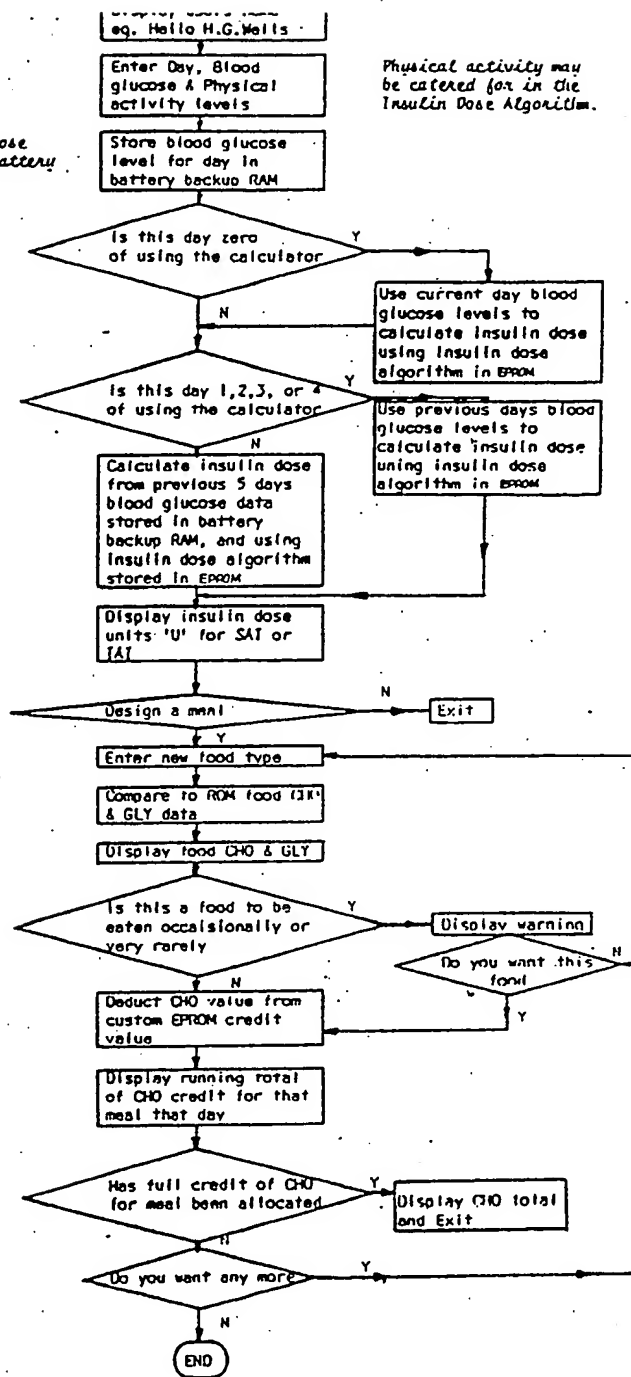 Display users name
eg. Hello H.G.Wells
Enter Day, Blood
glucose & Physical
activity levels
Physical activity may
be catered for in the
Insulin Dose Algorithm.
ose
attery
Store blood glucose
level for day in
battery backup RAM
Is this day zero
of using the calculator
Y
N
Use current day blood
glucose levels to
calculate insulin dose
using insulin dose
algorithm in EPROM
Is this day 1,2,3, or 4
of using the calculator
Y
N
Use previous days blood
glucose levels to
calculate insulin dose
uning insulin dose
algorithm in EPROM
Calculate insulin dose
from previous 5 days
blood glucose data
stored in battery
backup RAM, and using
insulin dose algorithm
stored in EPROM
Display insulin dose
units 'U' for SAI or
IAI
Design a meal
N
Exit
Y
Enter new food type
Compare to ROM food CHO
& GLY data
Display food CHO & GLY
Is this a food to be
eaten occaisionally or
very rarely
Y
Display warning
Do you want this
food
N
Y
N
Deduct CHO value from
custom EPROM credit
value
Display running total
of CHO credit for that
meal that day
Has full credit of CHO
for meal been allocated
Y
Display CHO total
and Exit
N
Do you want any more
Y
N
END